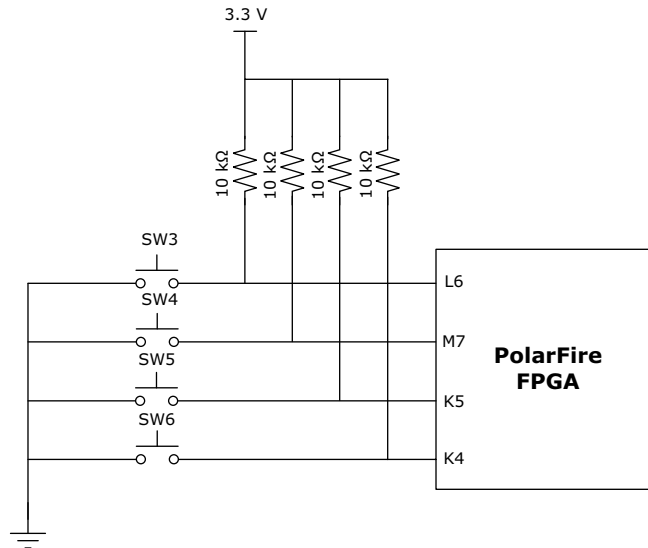 3.3 V
10 kΩ
10 kΩ
10 kΩ
10 kΩ
SW3
L6
SW4
M7
SW5
K5
SW6
K4
PolarFire
FPGA